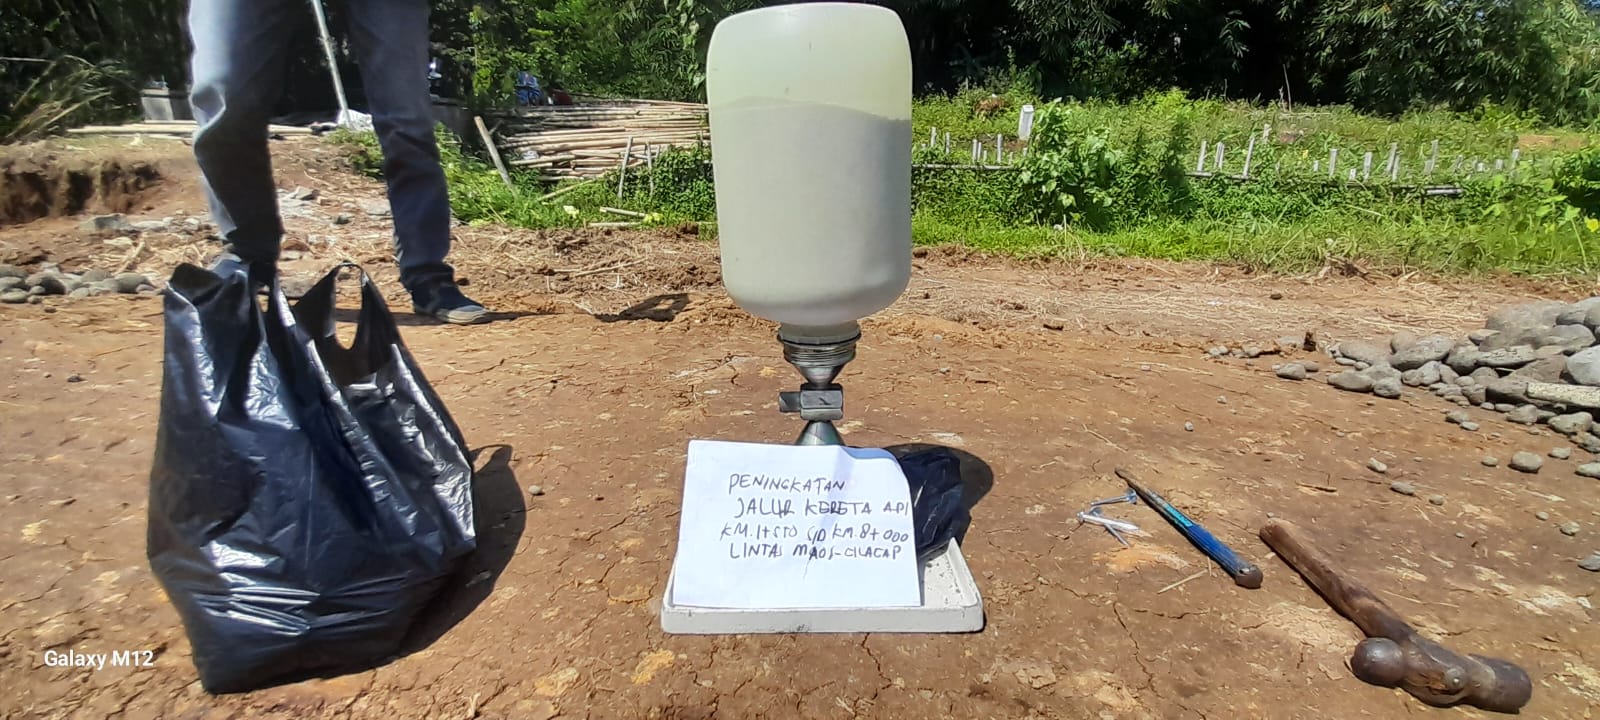 PENINGKATAN
JALUR KERETA API
KM.1+570 S/D KM.8+000
LINTAS MAOS-CILACAP
Galaxy M12